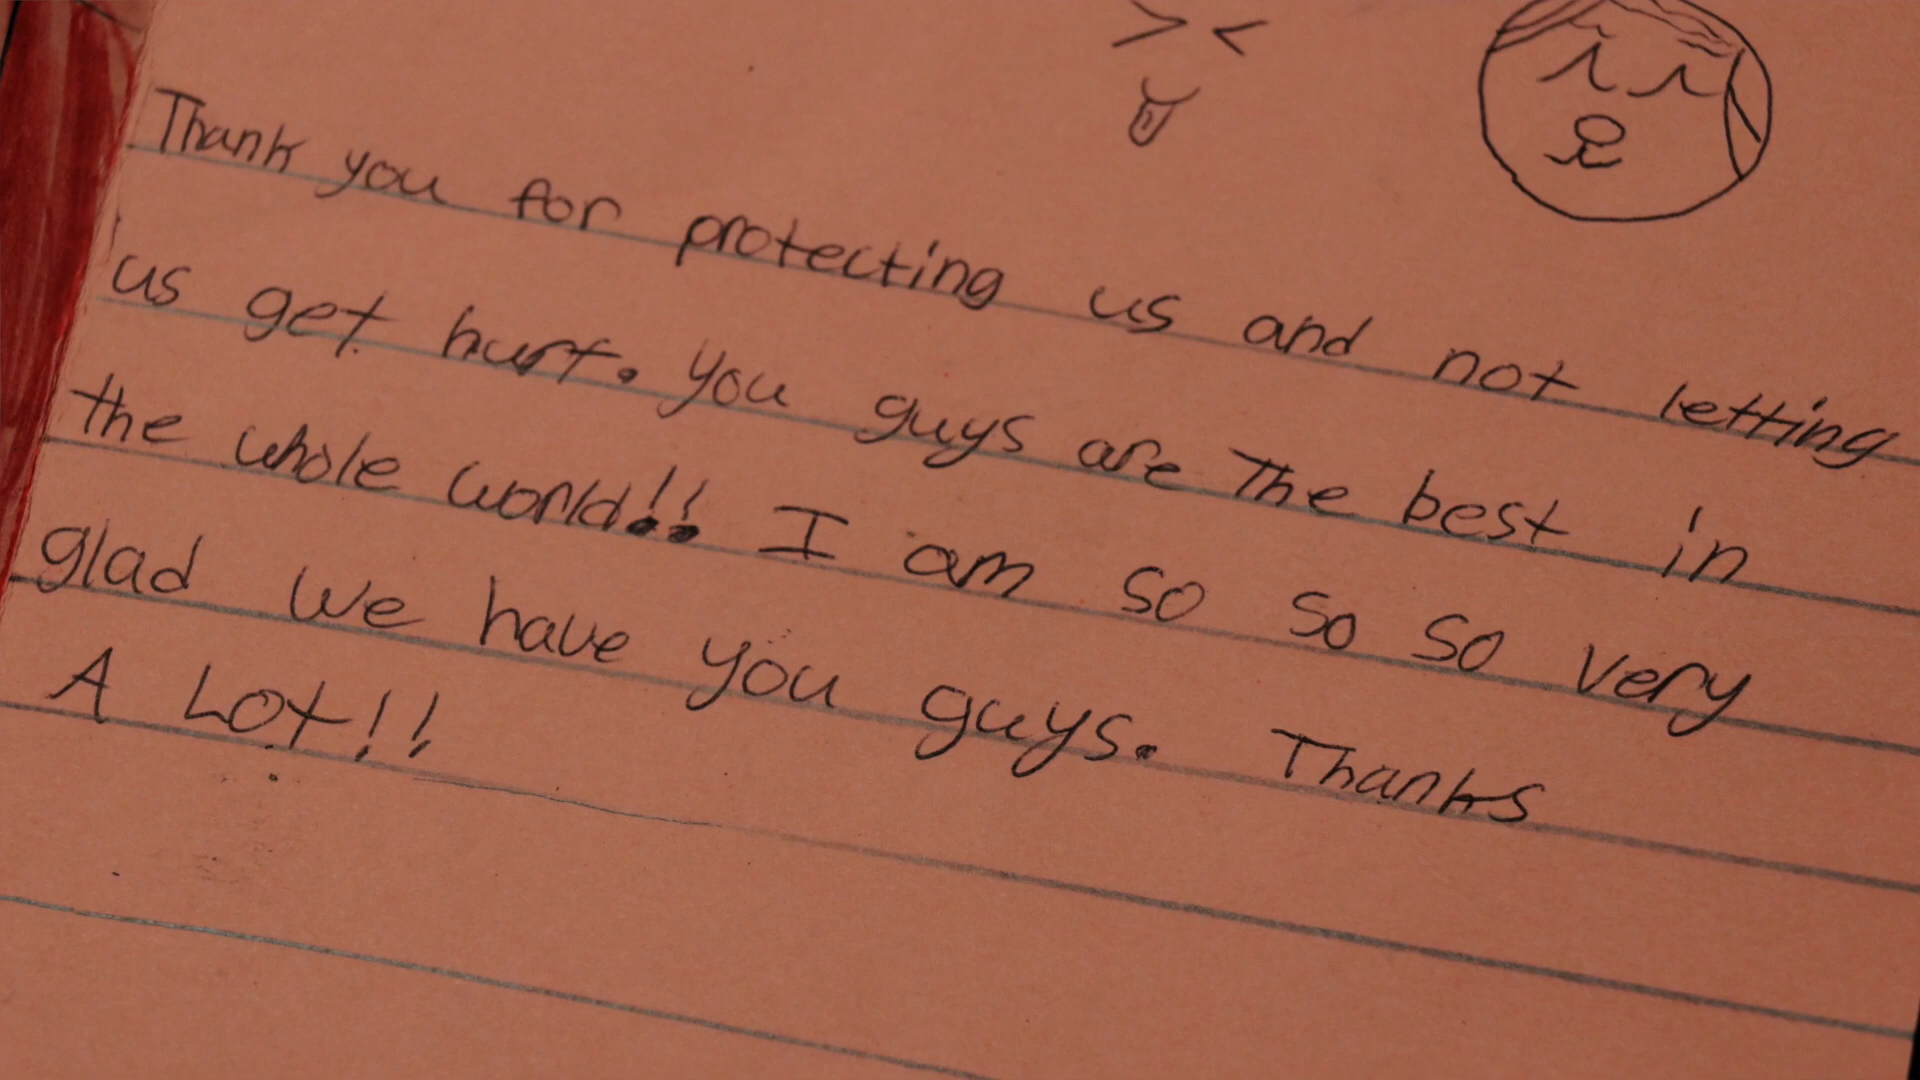 Thank you for protecting us and not letting
us get hurt. You guys are The best in
the whole world!! I am so so so very
glad we have you guys. Thanks
A Lot!!